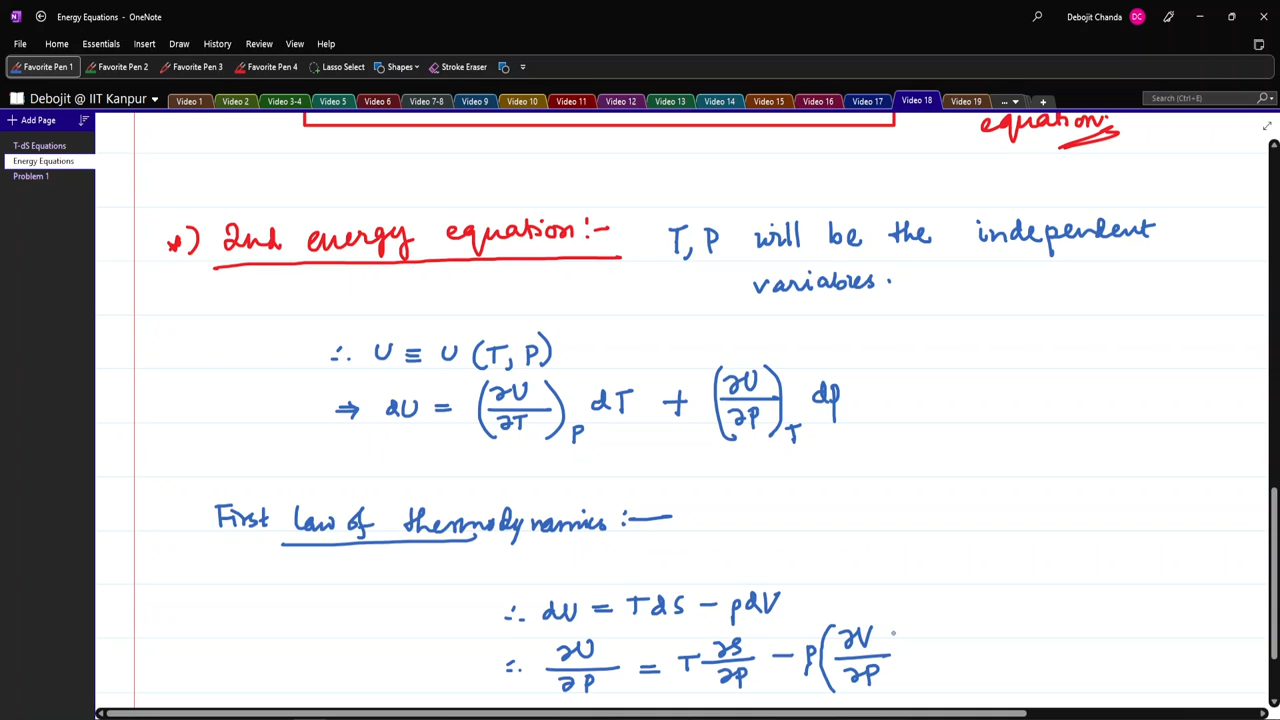 Energy Equations - OneNote
Debojit Chanda DC
File Home Essentials Insert Draw History Review View Help
Favorite Pen 1 Favorite Pen 2 Favorite Pen 3 Favorite Pen 4 Lasso Select Shapes Stroke Eraser
Debojit @ IIT Kanpur Video 1 Video 2 Video 3-4 Video 5 Video 6 Video 7-8 Video 9 Video 10 Video 11 Video 12 Video 13 Video 14 Video 15 Video 16 Video 17 Video 18 Video 19 ... + Search (Ctrl+E)
+ Add Page
T-dS Equations
Energy Equations
Problem 1
equation.
*) 2nd energy equation :- T, P will be the independent
variables.
∴ U ≡ U (T, P)
⇒ dU = (∂U/∂T)_P dT + (∂U/∂P)_T dp
First law of thermodynamics :—
∴ dU = TdS - pdV
∴ ∂U/∂P = T ∂S/∂P - P(∂V/∂P